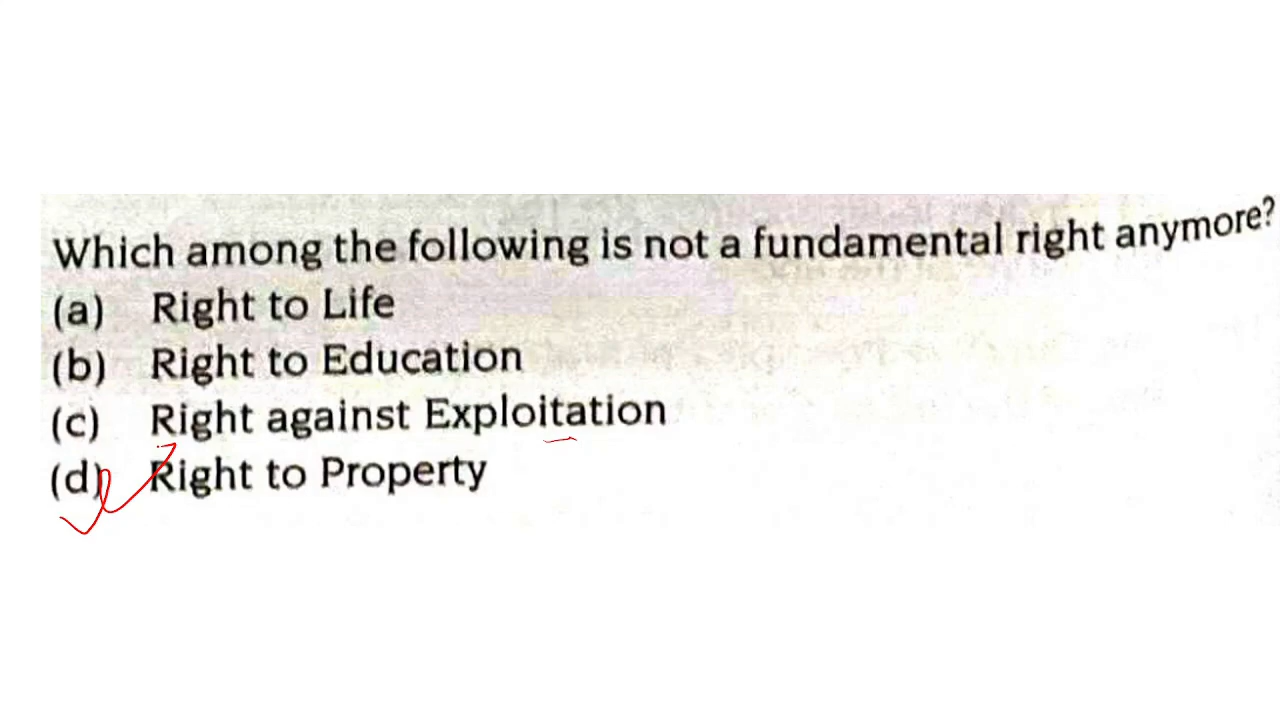 Which among the following is not a fundamental right anymore?
(a) Right to Life
(b) Right to Education
(c) Right against Exploitation
(d) Right to Property